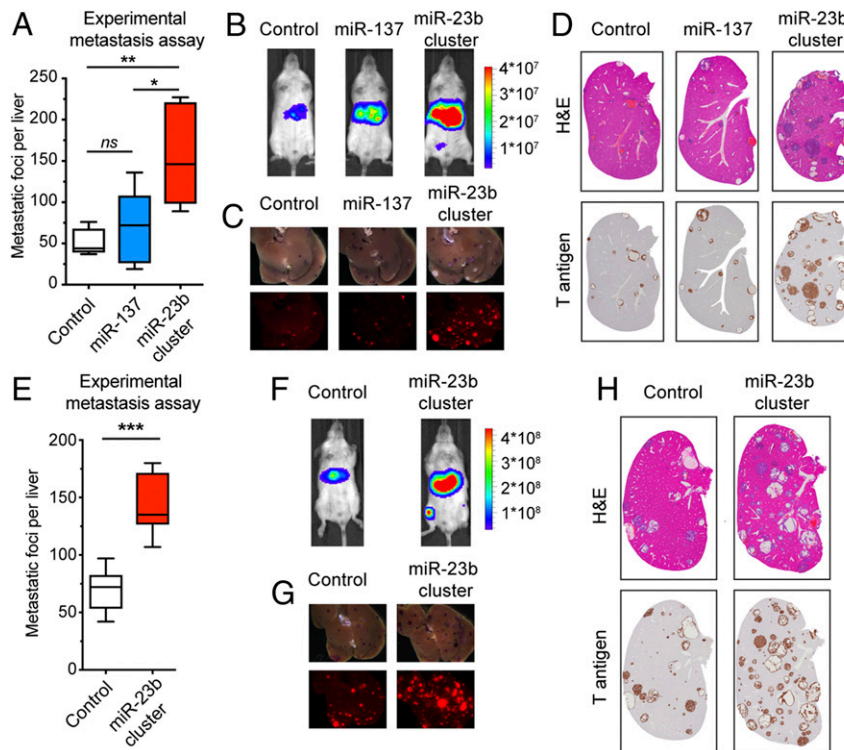 A
Experimental
metastasis assay
**
*
ns
Metastatic foci per liver
250
200
150
100
50
0
Control
miR-137
miR-23b
cluster
B
Control
miR-137
miR-23b
cluster
4*10⁷
3*10⁷
2*10⁷
1*10⁷
C
Control
miR-137
miR-23b
cluster
D
Control
miR-137
miR-23b
cluster
H&E
T antigen
E
Experimental
metastasis assay
***
Metastatic foci per liver
200
150
100
50
0
Control
miR-23b
cluster
F
Control
miR-23b
cluster
4*10⁸
3*10⁸
2*10⁸
1*10⁸
G
Control
miR-23b
cluster
H
Control
miR-23b
cluster
H&E
T antigen